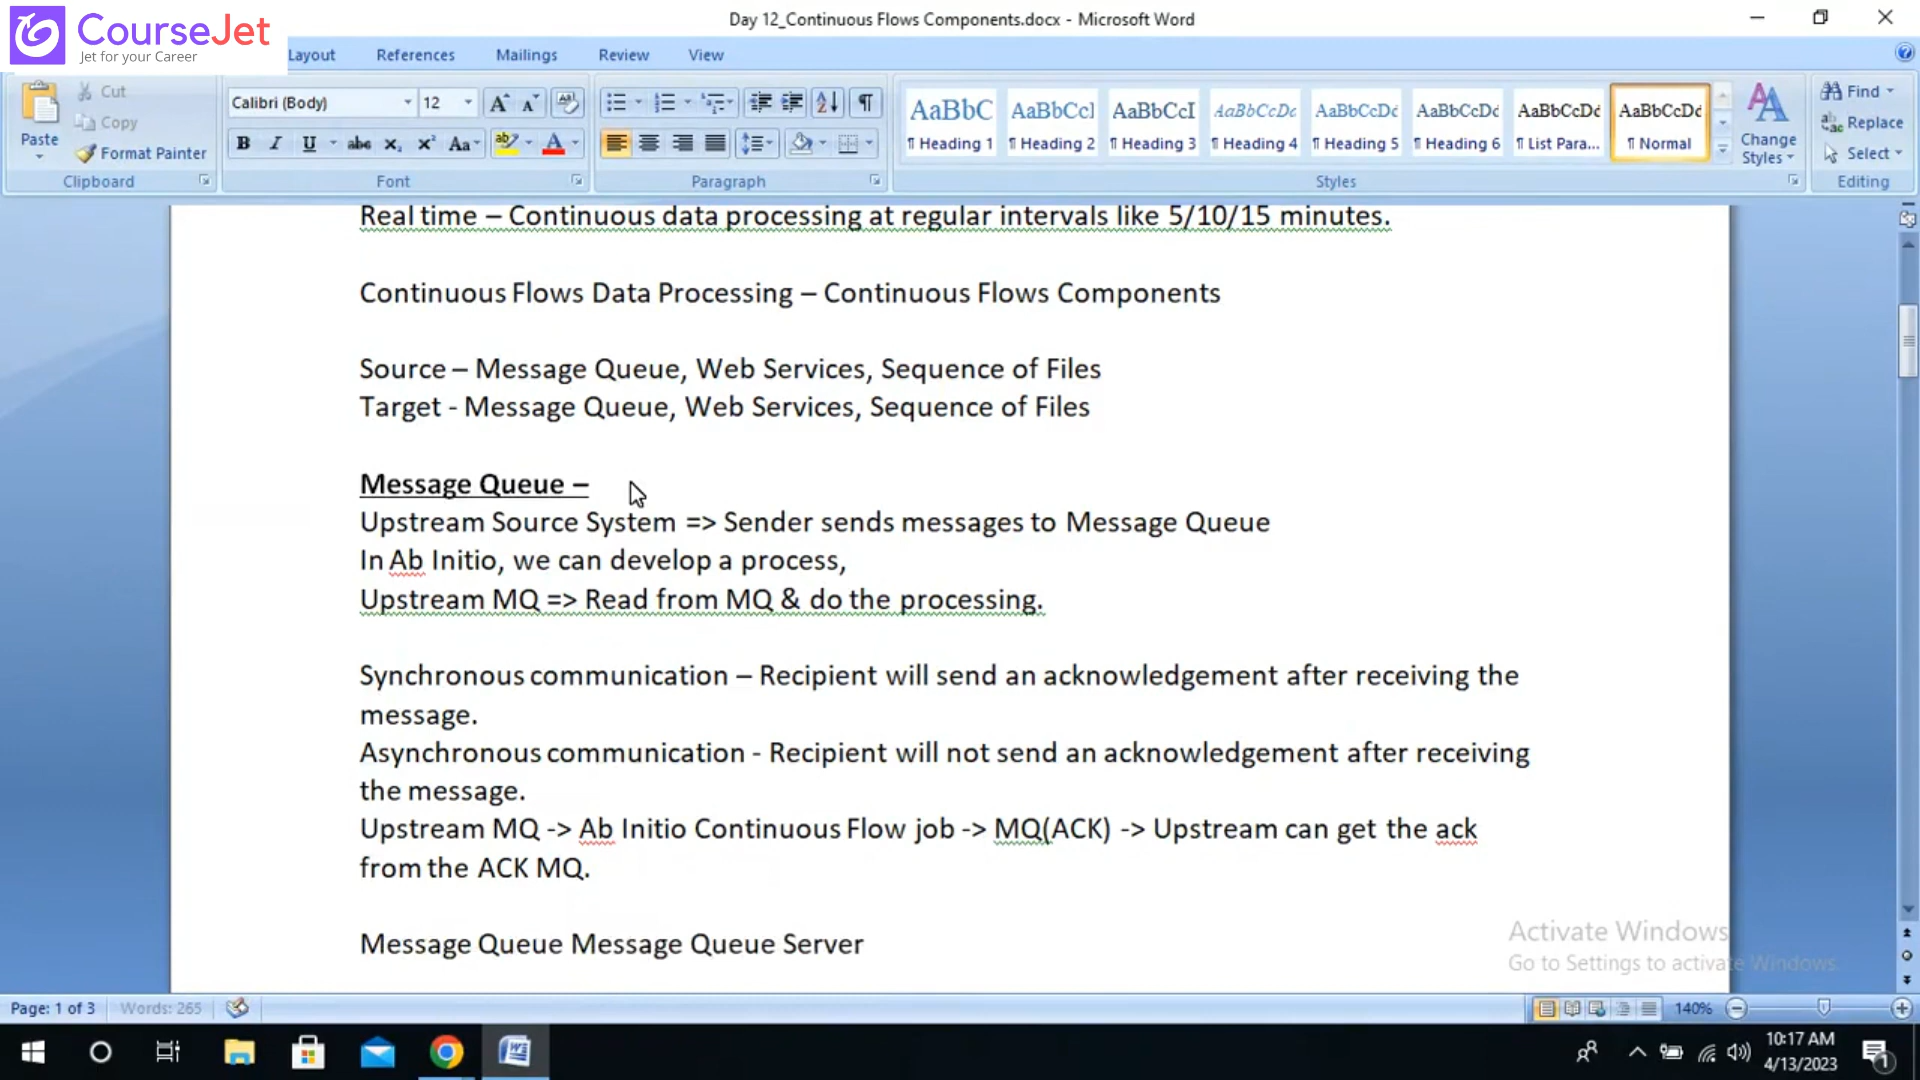 CourseJet
Jet for your Career
Day 12_Continuous Flows Components.docx - Microsoft Word
Layout References Mailings Review View
Paste
Cut
Copy
Format Painter
Clipboard
Calibri (Body) 12
Font
Paragraph
AaBbC AaBbCcI AaBbCcI AaBbCcDc AaBbCcDc AaBbCcDc AaBbCcDc AaBbCcDc
¶ Heading 1 ¶ Heading 2 ¶ Heading 3 ¶ Heading 4 ¶ Heading 5 ¶ Heading 6 ¶ List Para... ¶ Normal
Styles
Change
Styles
Find
Replace
Select
Editing
Real time – Continuous data processing at regular intervals like 5/10/15 minutes.
Continuous Flows Data Processing – Continuous Flows Components
Source – Message Queue, Web Services, Sequence of Files
Target - Message Queue, Web Services, Sequence of Files
Message Queue –
Upstream Source System => Sender sends messages to Message Queue
In Ab Initio, we can develop a process,
Upstream MQ => Read from MQ & do the processing.
Synchronous communication – Recipient will send an acknowledgement after receiving the
message.
Asynchronous communication - Recipient will not send an acknowledgement after receiving
the message.
Upstream MQ -> Ab Initio Continuous Flow job -> MQ(ACK) -> Upstream can get the ack
from the ACK MQ.
Message Queue Message Queue Server
Activate Windows
Go to Settings to activate Windows.
Page: 1 of 3 Words: 265 140%
10:17 AM
4/13/2023
1